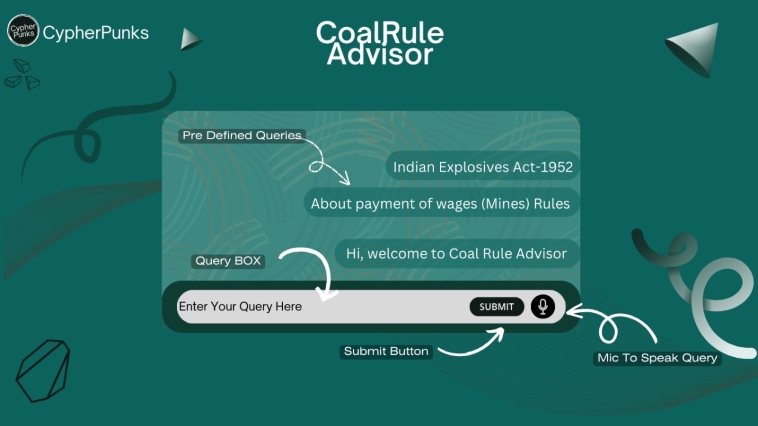 Cypher
Punks
CypherPunks
CoalRule
Advisor
Pre Defined Queries
Indian Explosives Act-1952
About payment of wages (Mines) Rules
Hi, welcome to Coal Rule Advisor
Query BOX
Enter Your Query Here
SUBMIT
Submit Button
Mic To Speak Query